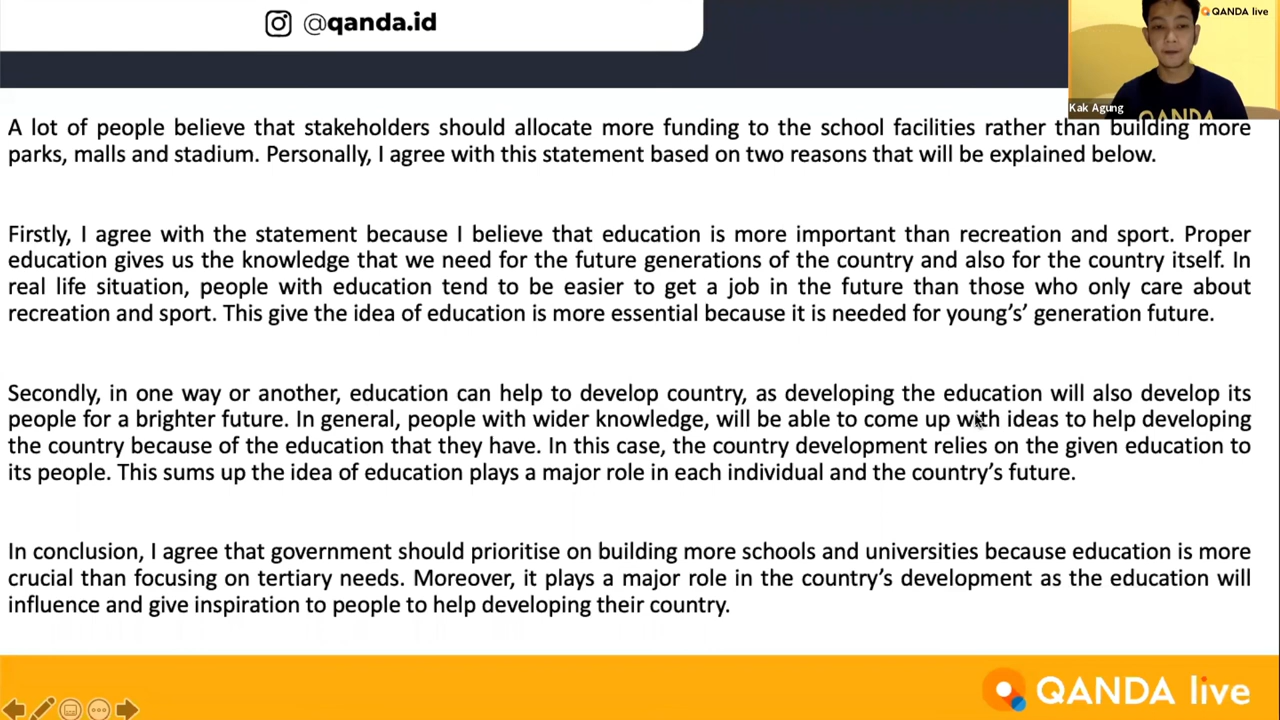 @qanda.id
QANDA live
Kak Agung
QANDA
A lot of people believe that stakeholders should allocate more funding to the school facilities rather than building more
parks, malls and stadium. Personally, I agree with this statement based on two reasons that will be explained below.
Firstly, I agree with the statement because I believe that education is more important than recreation and sport. Proper
education gives us the knowledge that we need for the future generations of the country and also for the country itself. In
real life situation, people with education tend to be easier to get a job in the future than those who only care about
recreation and sport. This give the idea of education is more essential because it is needed for young’s’ generation future.
Secondly, in one way or another, education can help to develop country, as developing the education will also develop its
people for a brighter future. In general, people with wider knowledge, will be able to come up with ideas to help developing
the country because of the education that they have. In this case, the country development relies on the given education to
its people. This sums up the idea of education plays a major role in each individual and the country’s future.
In conclusion, I agree that government should prioritise on building more schools and universities because education is more
crucial than focusing on tertiary needs. Moreover, it plays a major role in the country’s development as the education will
influence and give inspiration to people to help developing their country.
QANDA live